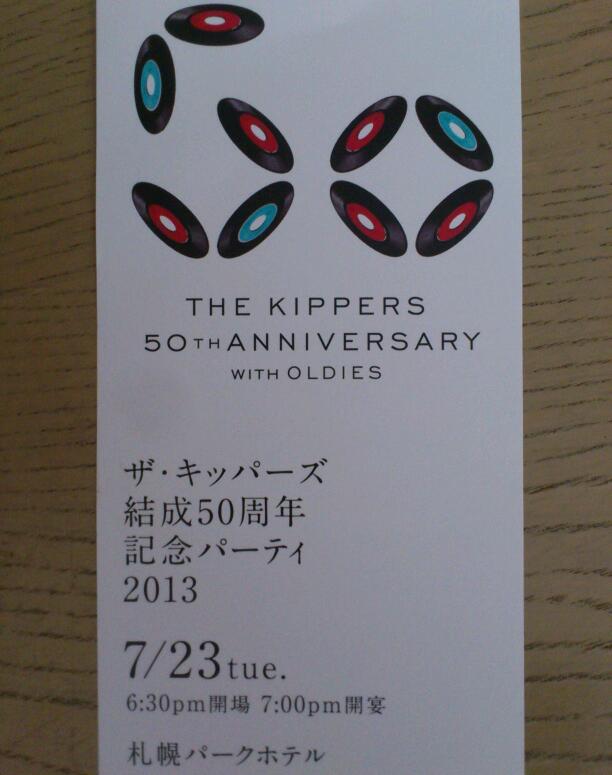 THE KIPPERS
50TH ANNIVERSARY
WITH OLDIES
ザ・キッパーズ
結成50周年
記念パーティ
2013
7/23tue.
6:30pm開場 7:00pm開宴
札幌パークホテル